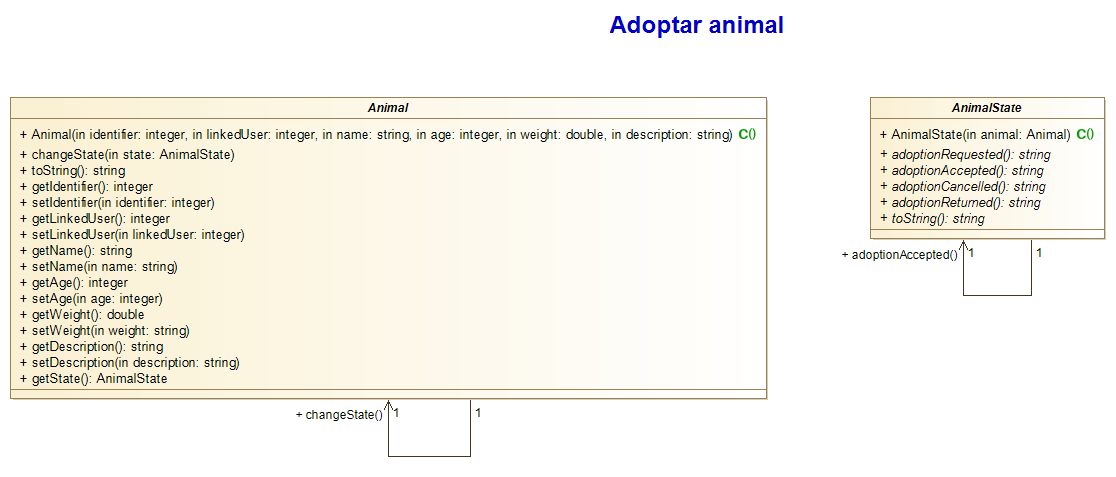 Adoptar animal
Animal
+ Animal(in identifier: integer, in linkedUser: integer, in name: string, in age: integer, in weight: double, in description: string) C()
+ changeState(in state: AnimalState)
+ toString(): string
+ getIdentifier(): integer
+ setIdentifier(in identifier: integer)
+ getLinkedUser(): integer
+ setLinkedUser(in linkedUser: integer)
+ getName(): string
+ setName(in name: string)
+ getAge(): integer
+ setAge(in age: integer)
+ getWeight(): double
+ setWeight(in weight: string)
+ getDescription(): string
+ setDescription(in description: string)
+ getState(): AnimalState
+ changeState() 1 1
AnimalState
+ AnimalState(in animal: Animal) C()
+ adoptionRequested(): string
+ adoptionAccepted(): string
+ adoptionCancelled(): string
+ adoptionReturned(): string
+ toString(): string
+ adoptionAccepted() 1 1